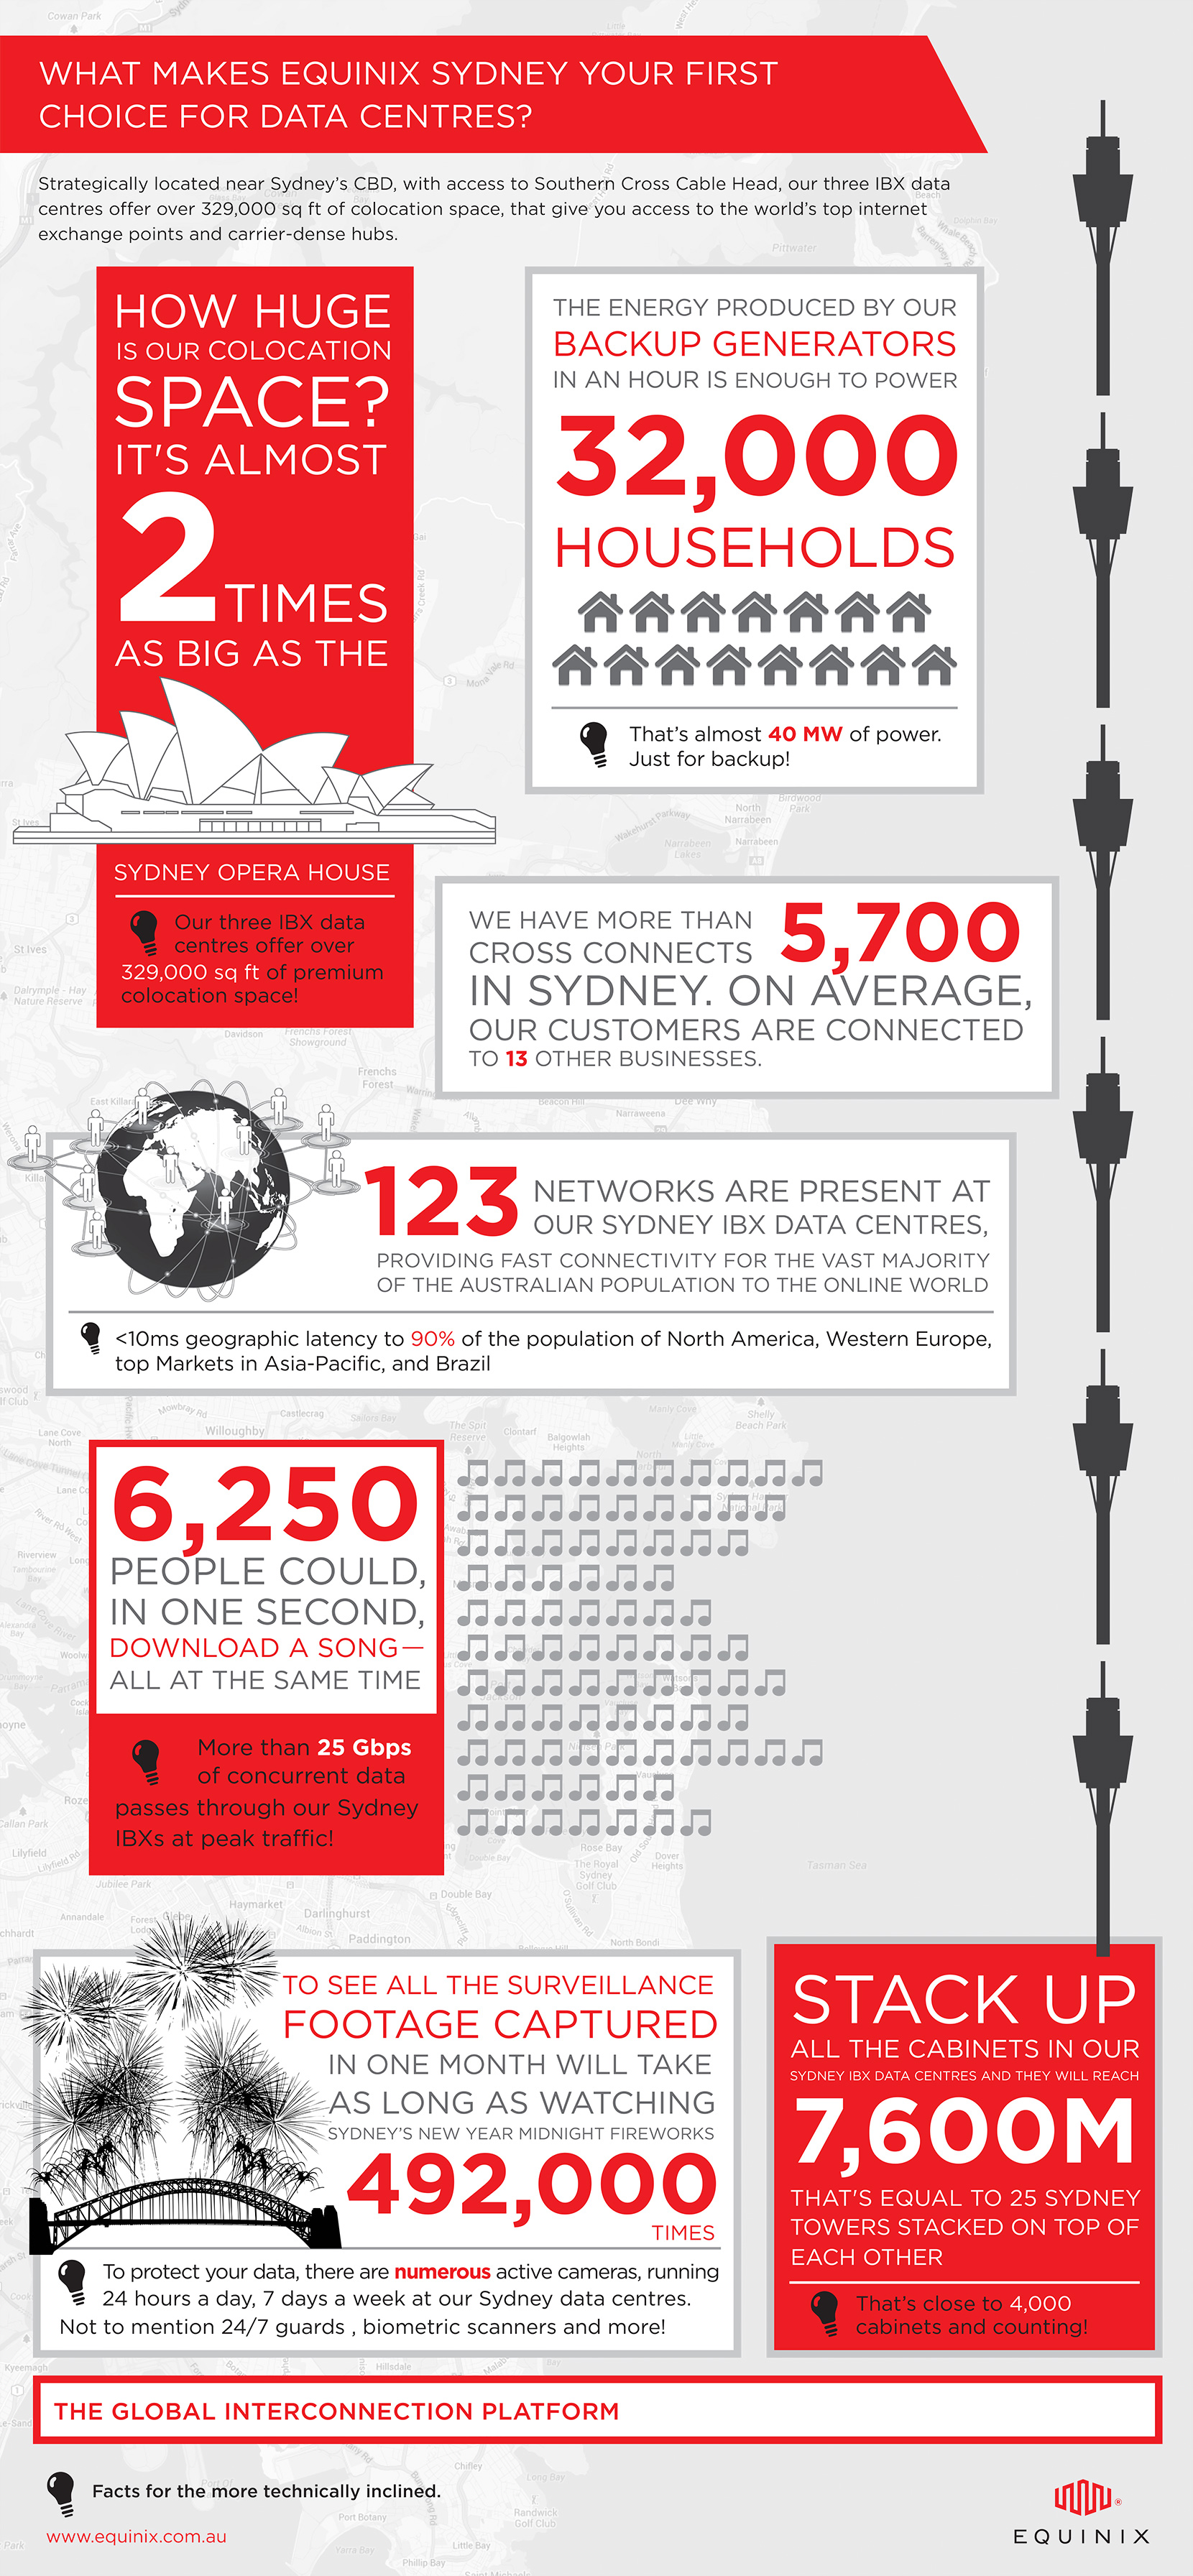 WHAT MAKES EQUINIX SYDNEY YOUR FIRST
CHOICE FOR DATA CENTRES?
Strategically located near Sydney's CBD, with access to Southern Cross Cable Head, our three IBX data
centres offer over 329,000 sq ft of colocation space, that give you access to the world's top internet
exchange points and carrier-dense hubs.
HOW HUGE
IS OUR COLOCATION
SPACE?
IT'S ALMOST
2 TIMES
AS BIG AS THE
SYDNEY OPERA HOUSE
Our three IBX data
centres offer over
329,000 sq ft of premium
colocation space!
THE ENERGY PRODUCED BY OUR
BACKUP GENERATORS
IN AN HOUR IS ENOUGH TO POWER
32,000
HOUSEHOLDS
That's almost 40 MW of power.
Just for backup!
WE HAVE MORE THAN 5,700
CROSS CONNECTS
IN SYDNEY. ON AVERAGE,
OUR CUSTOMERS ARE CONNECTED
TO 13 OTHER BUSINESSES.
123 NETWORKS ARE PRESENT AT
OUR SYDNEY IBX DATA CENTRES,
PROVIDING FAST CONNECTIVITY FOR THE VAST MAJORITY
OF THE AUSTRALIAN POPULATION TO THE ONLINE WORLD
<10ms geographic latency to 90% of the population of North America, Western Europe,
top Markets in Asia-Pacific, and Brazil
6,250
PEOPLE COULD,
IN ONE SECOND,
DOWNLOAD A SONG—
ALL AT THE SAME TIME
More than 25 Gbps
of concurrent data
passes through our Sydney
IBXs at peak traffic!
TO SEE ALL THE SURVEILLANCE
FOOTAGE CAPTURED
IN ONE MONTH WILL TAKE
AS LONG AS WATCHING
SYDNEY'S NEW YEAR MIDNIGHT FIREWORKS
492,000
TIMES
To protect your data, there are numerous active cameras, running
24 hours a day, 7 days a week at our Sydney data centres.
Not to mention 24/7 guards , biometric scanners and more!
STACK UP
ALL THE CABINETS IN OUR
SYDNEY IBX DATA CENTRES AND THEY WILL REACH
7,600M
THAT'S EQUAL TO 25 SYDNEY
TOWERS STACKED ON TOP OF
EACH OTHER
That's close to 4,000
cabinets and counting!
THE GLOBAL INTERCONNECTION PLATFORM
Facts for the more technically inclined.
www.equinix.com.au
EQUINIX